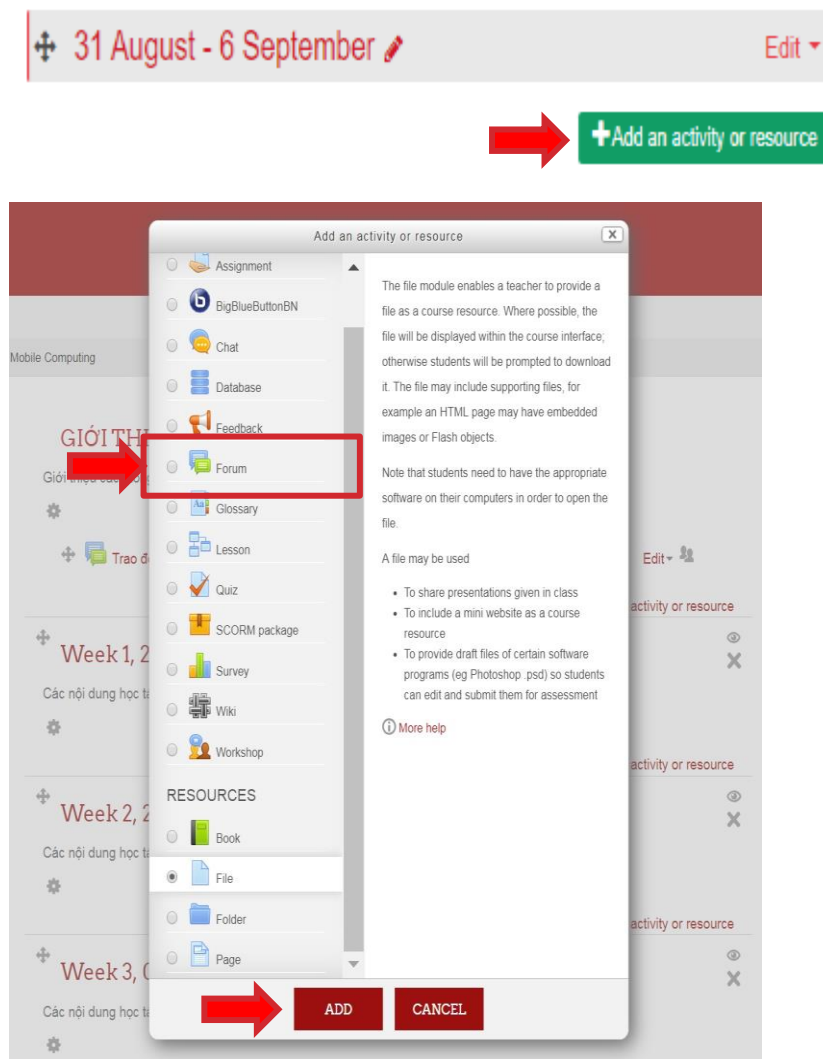 31 August - 6 September
Edit
Add an activity or resource
Add an activity or resource
X
Assignment
BigBlueButtonBN
Chat
Database
Feedback
Forum
Glossary
Lesson
Quiz
SCORM package
Survey
Wiki
Workshop
RESOURCES
Book
File
Folder
Page
The file module enables a teacher to provide a
file as a course resource. Where possible, the
file will be displayed within the course interface;
otherwise students will be prompted to download
it. The file may include supporting files, for
example an HTML page may have embedded
images or Flash objects.
Note that students need to have the appropriate
software on their computers in order to open the
file.
A file may be used
• To share presentations given in class
• To include a mini website as a course
resource
• To provide draft files of certain software
programs (eg Photoshop .psd) so students
can edit and submit them for assessment
More help
ADD
CANCEL
Mobile Computing
GIỚI TH
Trao đ
Edit
activity or resource
Week 1, 2
Các nội dung học t
activity or resource
Week 2, 2
Các nội dung học t
activity or resource
Week 3, 0
Các nội dung học t